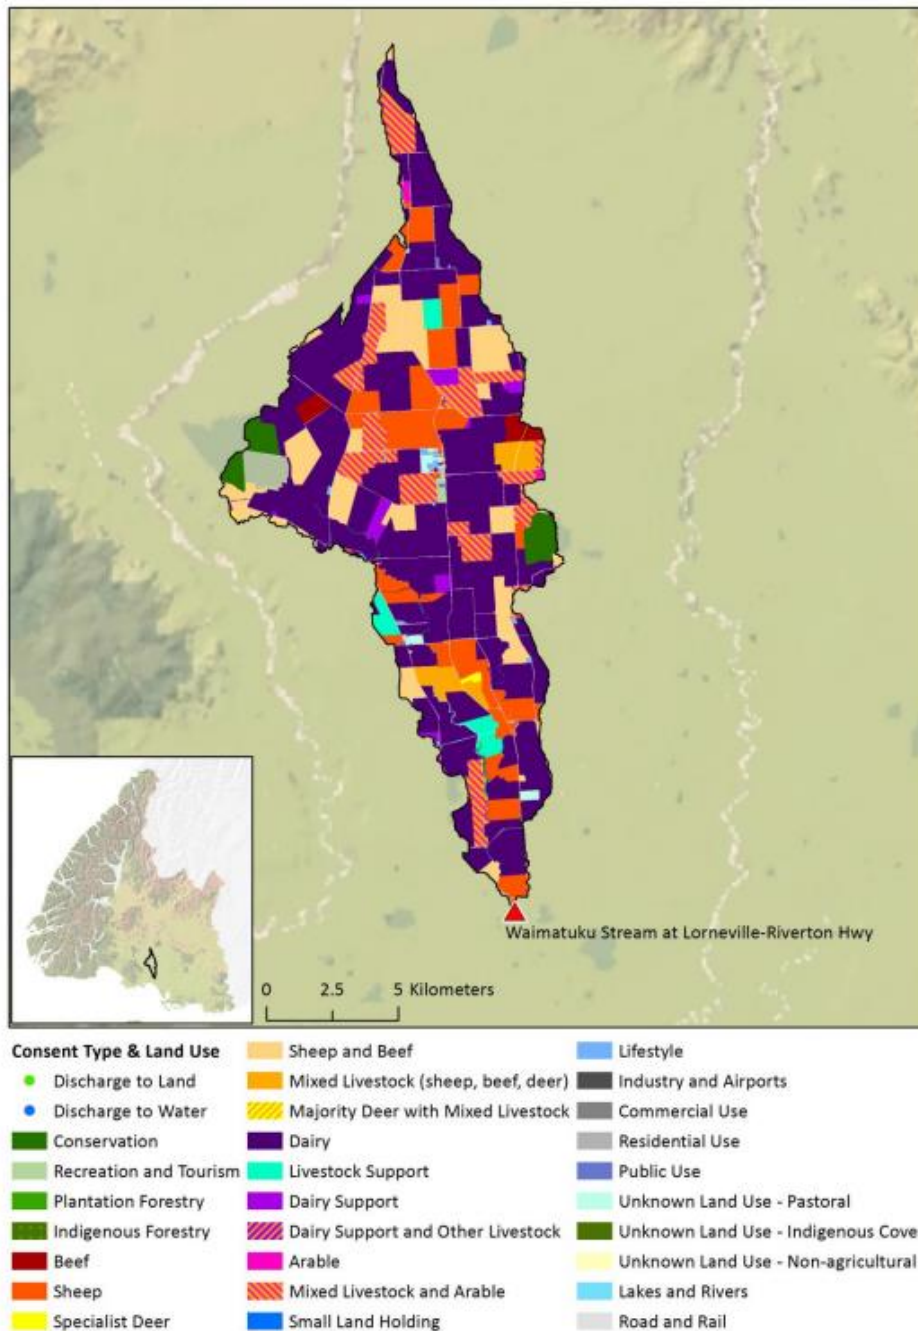 Waimatuku Stream at Lorneville-Riverton Hwy
0 2.5 5 Kilometers
Consent Type & Land Use
Discharge to Land
Discharge to Water
Conservation
Recreation and Tourism
Plantation Forestry
Indigenous Forestry
Beef
Sheep
Specialist Deer
Sheep and Beef
Mixed Livestock (sheep, beef, deer)
Majority Deer with Mixed Livestock
Dairy
Livestock Support
Dairy Support
Dairy Support and Other Livestock
Arable
Mixed Livestock and Arable
Small Land Holding
Lifestyle
Industry and Airports
Commercial Use
Residential Use
Public Use
Unknown Land Use - Pastoral
Unknown Land Use - Indigenous Cove
Unknown Land Use - Non-agricultural
Lakes and Rivers
Road and Rail